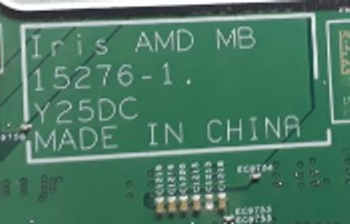 Iris AMD MB
15276-1.
Y25DC
MADE IN CHINA